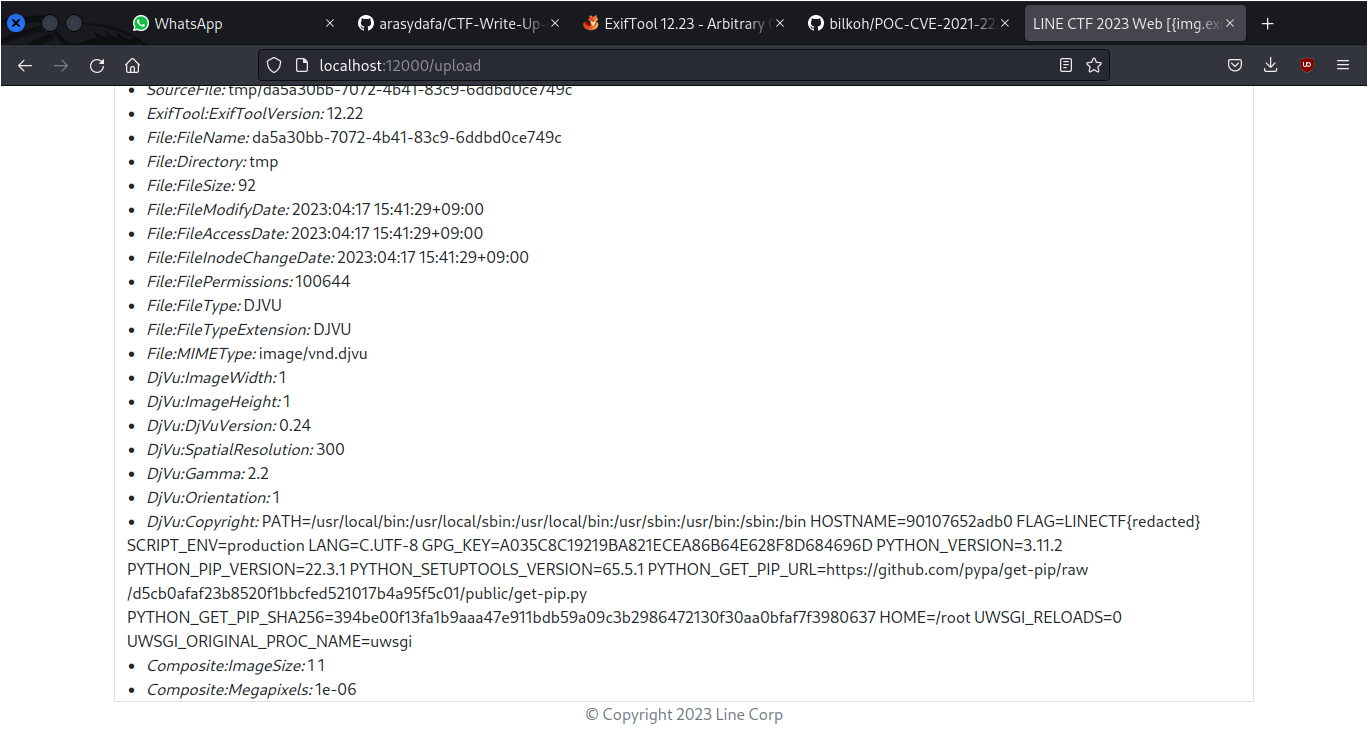 WhatsApp
arasydafa/CTF-Write-Up-
ExifTool 12.23 - Arbitrary
bilkoh/POC-CVE-2021-22
LINE CTF 2023 Web [{img.ex
localhost:12000/upload
SourceFile: tmp/da5a30bb-7072-4b41-83c9-6ddbd0ce749c
• ExifTool:ExifToolVersion: 12.22
• File:FileName: da5a30bb-7072-4b41-83c9-6ddbd0ce749c
• File:Directory: tmp
• File:FileSize: 92
• File:FileModifyDate: 2023:04:17 15:41:29+09:00
• File:FileAccessDate: 2023:04:17 15:41:29+09:00
• File:FileInodeChangeDate: 2023:04:17 15:41:29+09:00
• File:FilePermissions: 100644
• File:FileType: DJVU
• File:FileTypeExtension: DJVU
• File:MIMEType: image/vnd.djvu
• DjVu:ImageWidth: 1
• DjVu:ImageHeight: 1
• DjVu:DjVuVersion: 0.24
• DjVu:SpatialResolution: 300
• DjVu:Gamma: 2.2
• DjVu:Orientation: 1
• DjVu:Copyright: PATH=/usr/local/bin:/usr/local/sbin:/usr/local/bin:/usr/sbin:/usr/bin:/sbin:/bin HOSTNAME=90107652adb0 FLAG=LINECTF{redacted}
SCRIPT_ENV=production LANG=C.UTF-8 GPG_KEY=A035C8C19219BA821ECEA86B64E628F8D684696D PYTHON_VERSION=3.11.2
PYTHON_PIP_VERSION=22.3.1 PYTHON_SETUPTOOLS_VERSION=65.5.1 PYTHON_GET_PIP_URL=https://github.com/pypa/get-pip/raw
/d5cb0afaf23b8520f1bbcfed521017b4a95f5c01/public/get-pip.py
PYTHON_GET_PIP_SHA256=394be00f13fa1b9aaa47e911bdb59a09c3b2986472130f30aa0bfaf7f3980637 HOME=/root UWSGI_RELOADS=0
UWSGI_ORIGINAL_PROC_NAME=uwsgi
• Composite:ImageSize: 1 1
• Composite:Megapixels: 1e-06
© Copyright 2023 Line Corp